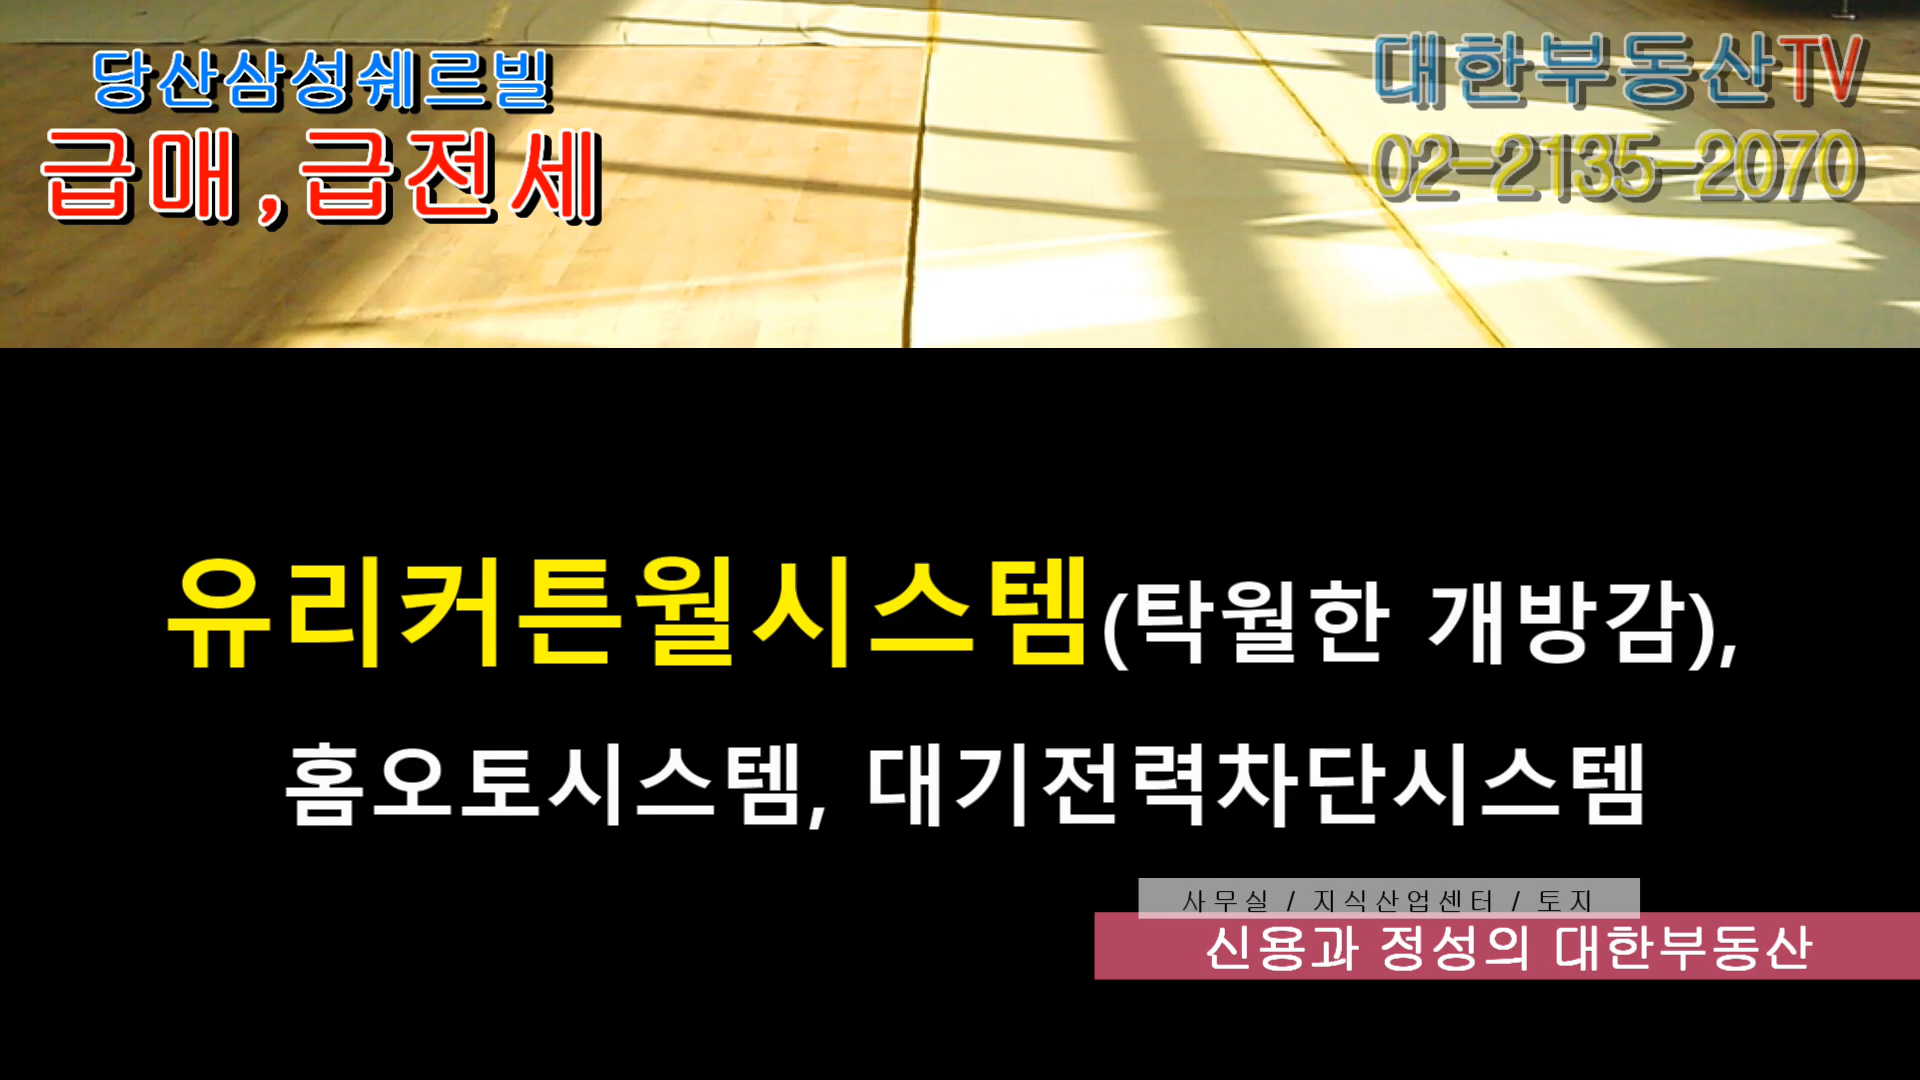 당산삼성쉐르빌
급매,급전세
대한부동산TV
02-2135-2070
유리커튼월시스템(탁월한 개방감),
홈오토시스템, 대기전력차단시스템
사무실 / 지식산업센터 / 토지
신용과 정성의 대한부동산